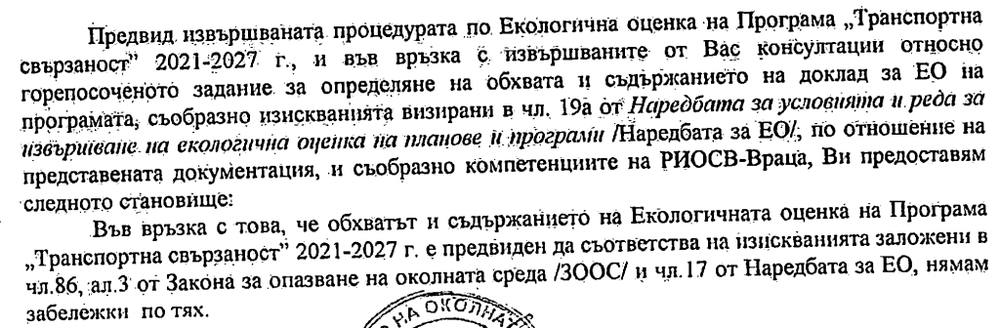 Предвид извършваната процедурата по Екологична оценка на Програма „Транспортна
свързаност” 2021-2027 г., и във връзка с извършваните от Вас консултации относно
горепосоченото задание за определяне на обхвата и съдържанието на доклад за ЕО на
програмата, съобразно изискванията визирани в чл. 19а от Наредбата за условията и реда за
извършване на екологична оценка на планове и програми /Наредбата за ЕО/, по отношение на
представената документация, и съобразно компетенциите на РИОСВ-Враца, Ви предоставям
следното становище:
Във връзка с това, че обхватът и съдържанието на Екологичната оценка на Програма
„Транспортна свързаност” 2021-2027 г. е предвиден да съответства на изискванията заложени в
чл.86, ал.3 от Закона за опазване на околната среда /ЗООС/ и чл.17 от Наредбата за ЕО, нямам
забележки по тях.
НА ОКОЛНАТ